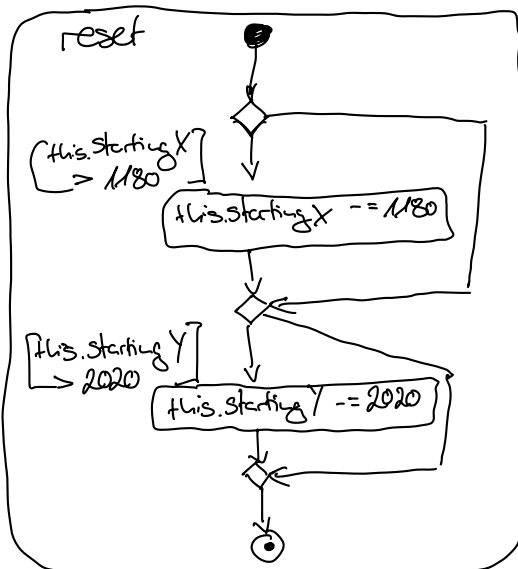 reset
[this.startingX
> 1180]
this.startingX -= 1180
[this.startingY
> 2020]
this.startingY -= 2020